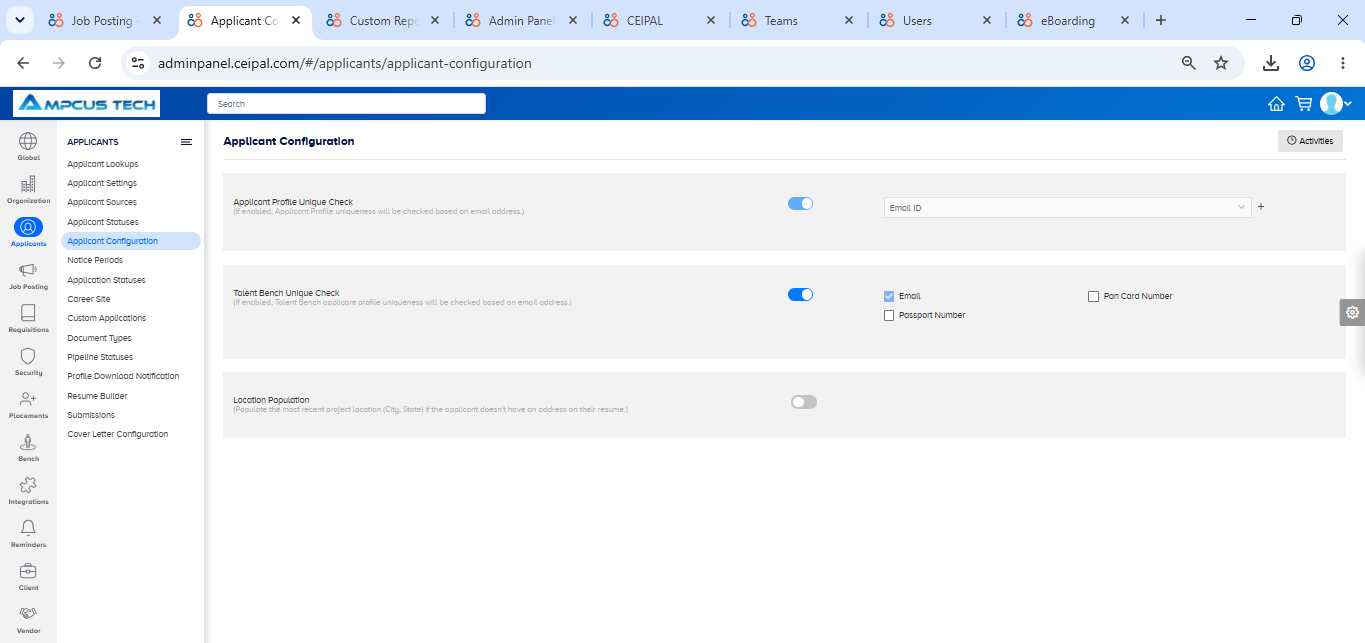 Job Posting
Applicant Co
Custom Repo
Admin Panel
CEIPAL
Teams
Users
eBoarding
adminpanel.ceipal.com/#/applicants/applicant-configuration
AMPCUS TECH
Search
Global
Organization
Applicants
Job Posting
Requisitions
Security
Placements
Bench
Integrations
Reminders
Client
Vendor
APPLICANTS
Applicant Lookups
Applicant Settings
Applicant Sources
Applicant Statuses
Applicant Configuration
Notice Periods
Application Statuses
Career Site
Custom Applications
Document Types
Pipeline Statuses
Profile Download Notification
Resume Builder
Submissions
Cover Letter Configuration
Applicant Configuration
Activities
Applicant Profile Unique Check
(If enabled, Applicant Profile uniqueness will be checked based on email address.)
Email ID
Talent Bench Unique Check
(If enabled, Talent Bench applicant profile uniqueness will be checked based on email address.)
Email
Pan Card Number
Passport Number
Location Population
(Populate the most recent project location (City, State) if the applicant doesn't have an address on their resume.)